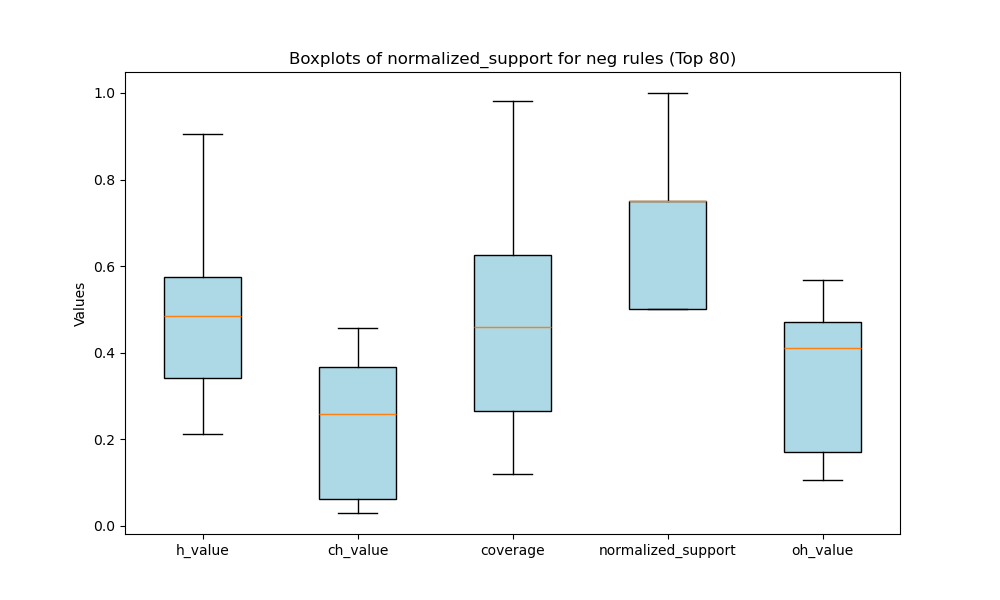 Boxplots of normalized_support for neg rules (Top 80)
Values
1.0
0.8
0.6
0.4
0.2
0.0
h_value
ch_value
coverage
normalized_support
oh_value